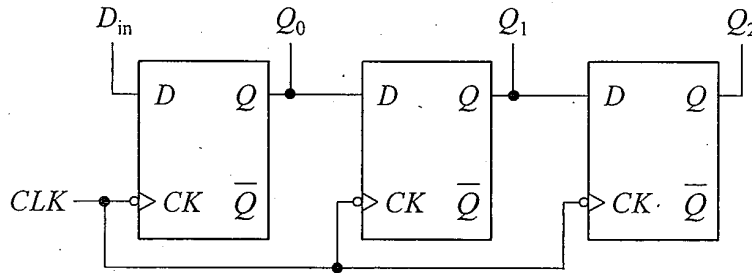 D_in Q_0 Q_1 Q_2
D Q D Q D Q
CLK CK Q̅ CK Q̅ CK Q̅